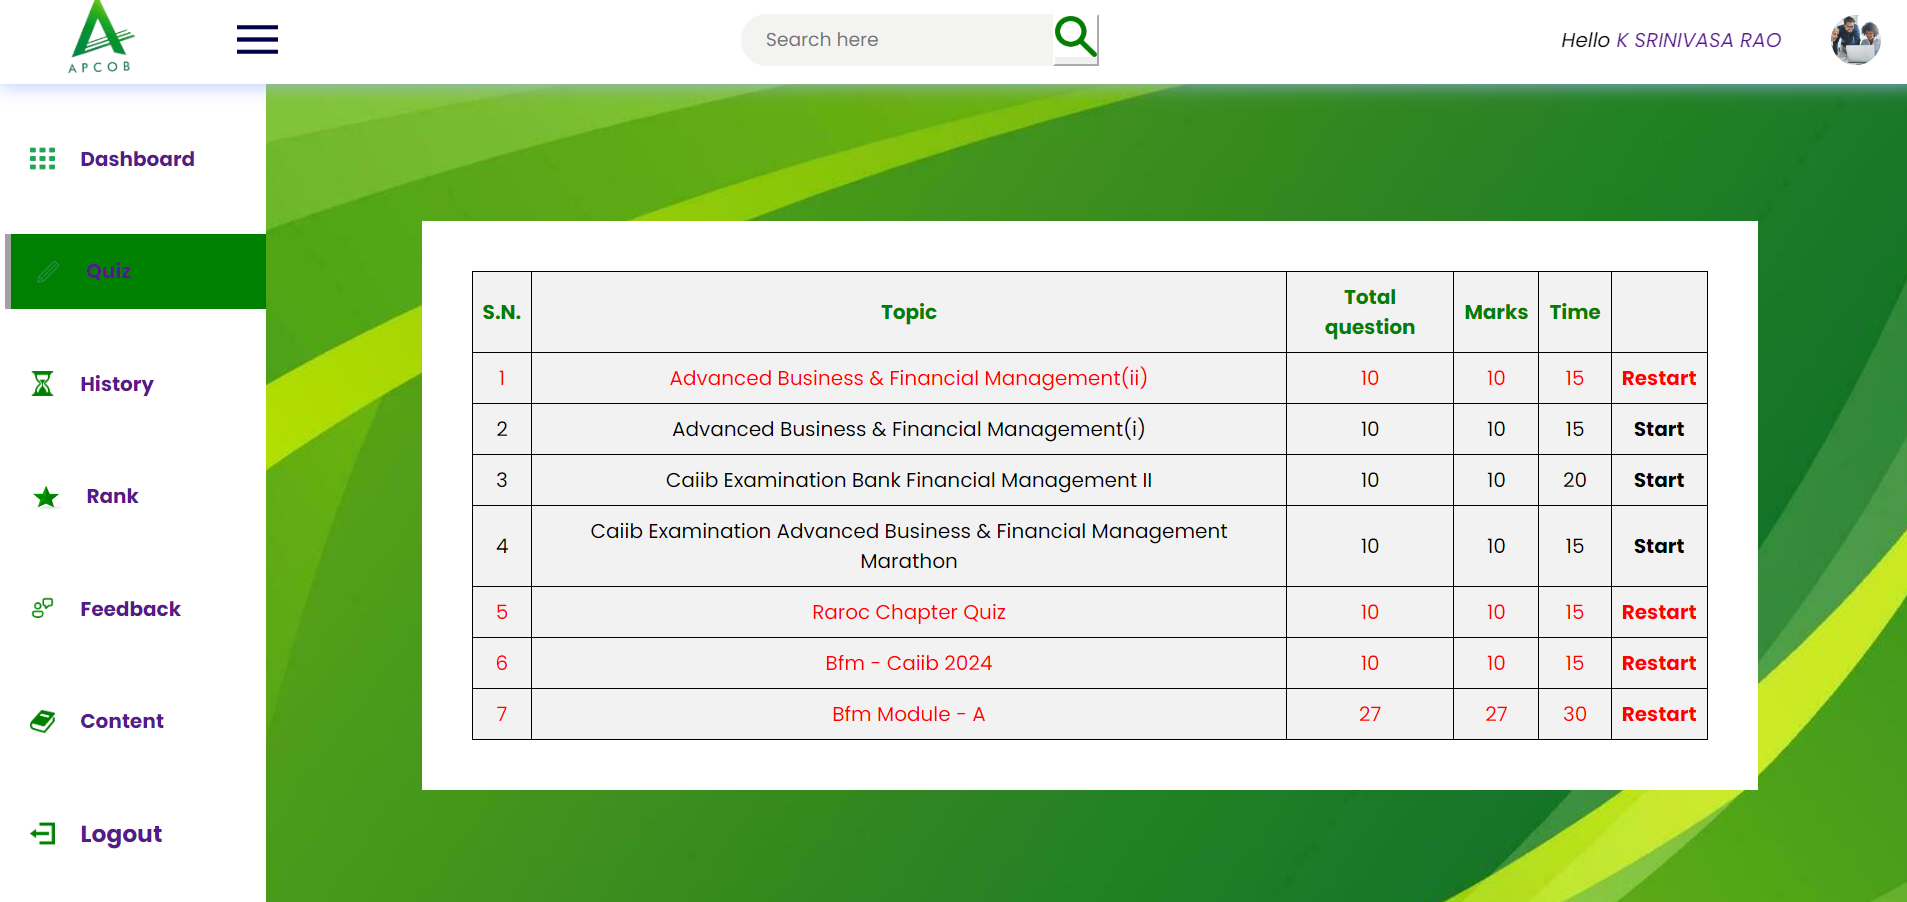 APCOB
Search here
Hello K SRINIVASA RAO
Dashboard
Quiz
History
Rank
Feedback
Content
Logout
S.N. Topic Total question Marks Time
1 Advanced Business & Financial Management(ii) 10 10 15 Restart
2 Advanced Business & Financial Management(i) 10 10 15 Start
3 Caiib Examination Bank Financial Management II 10 10 20 Start
4 Caiib Examination Advanced Business & Financial Management
Marathon 10 10 15 Start
5 Raroc Chapter Quiz 10 10 15 Restart
6 Bfm - Caiib 2024 10 10 15 Restart
7 Bfm Module - A 27 27 30 Restart